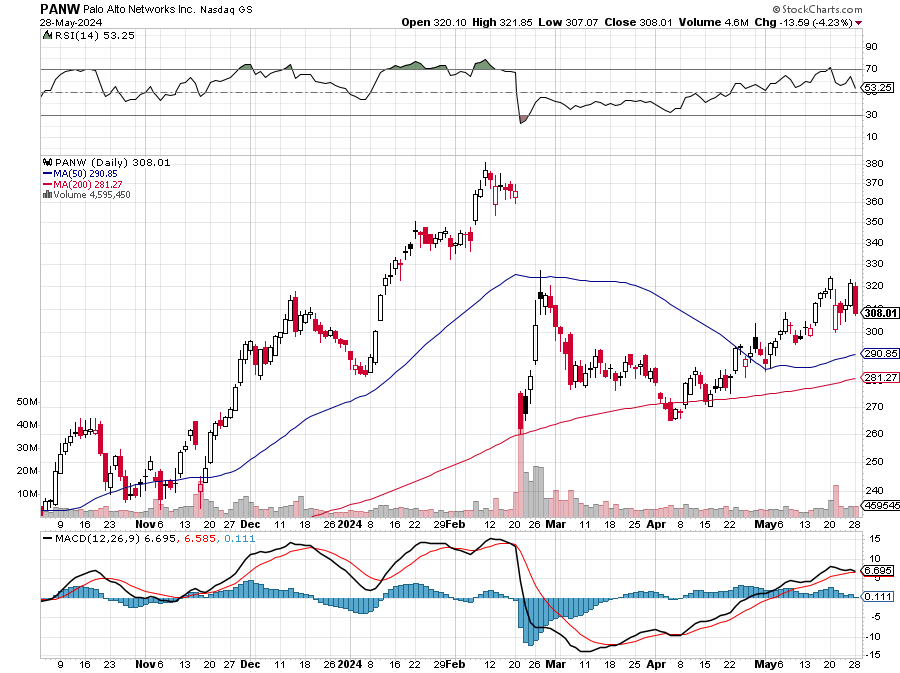 PANW Palo Alto Networks Inc. Nasdaq GS © StockCharts.com
28-May-2024 Open 320.10 High 321.85 Low 307.07 Close 308.01 Volume 4.6M Chg -13.59 (-4.23%)
RSI(14) 53.25
90
70
53.25
30
10
PANW (Daily) 308.01
MA(50) 290.85
MA(200) 281.27
Volume 4,595,450
380
370
360
350
340
330
320
308.01
300
290.85
281.27
270
260
250
240
4595450
50M
40M
30M
20M
10M
9 16 23 Nov 6 13 20 27 Dec 11 18 26 2024 8 16 22 29 Feb 12 20 26 Mar 11 18 25 Apr 8 15 22 May 6 13 20 28
MACD(12,26,9) 6.695, 6.585, 0.111
15
10
6.695
5
0.111
-5
-10
-15
9 16 23 Nov 6 13 20 27 Dec 11 18 26 2024 8 16 22 29 Feb 12 20 26 Mar 11 18 25 Apr 8 15 22 May 6 13 20 28